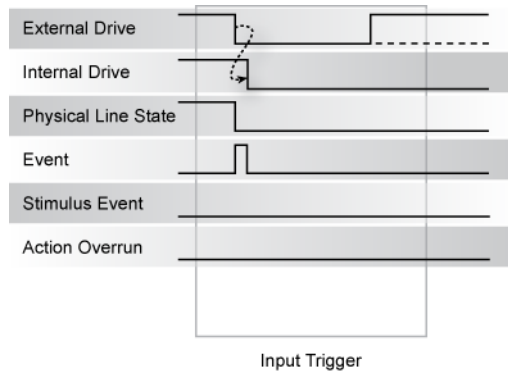 External Drive
Internal Drive
Physical Line State
Event
Stimulus Event
Action Overrun
Input Trigger